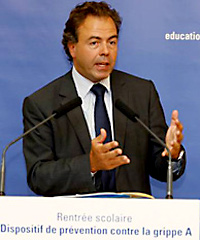 education
Rentrée scolaire
Dispositif de prévention contre la grippe A